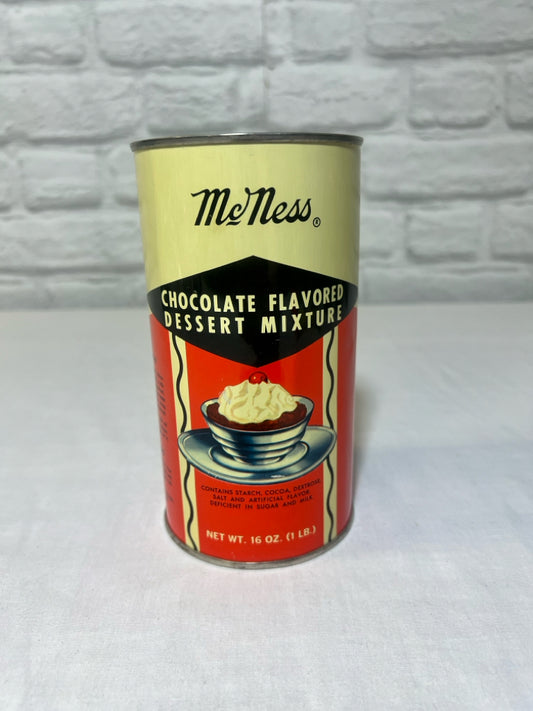 McNess®
CHOCOLATE FLAVORED
DESSERT MIXTURE
CONTAINS STARCH, COCOA, DEXTROSE,
SALT AND ARTIFICIAL FLAVOR.
DEFICIENT IN SUGAR AND MILK.
NET WT. 16 OZ. (1 LB.)